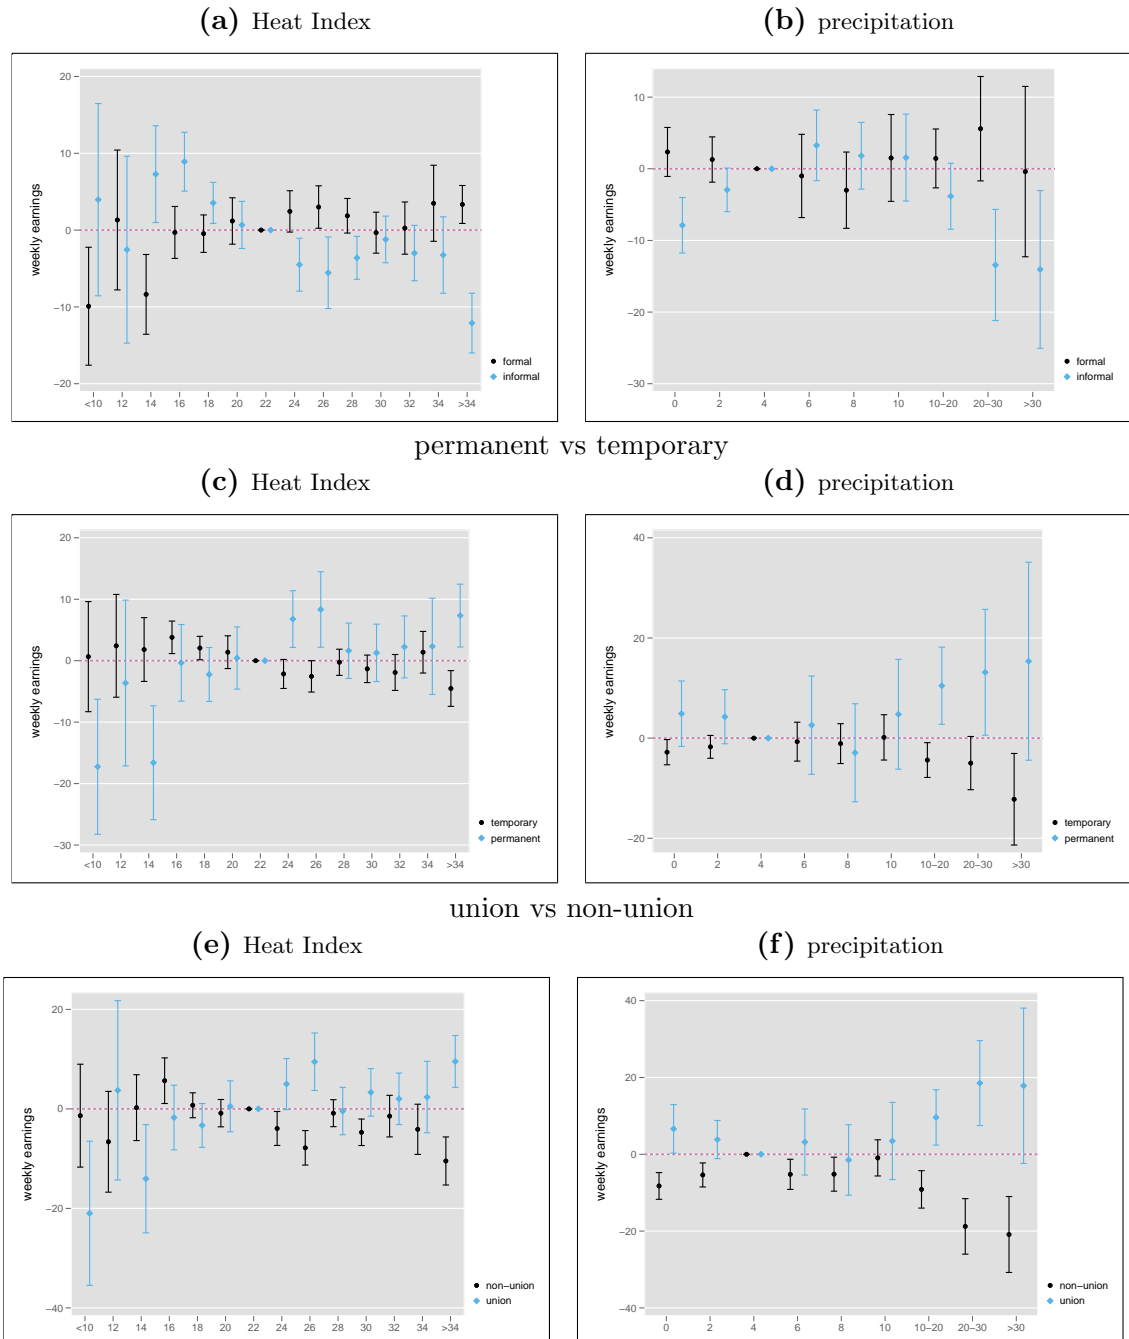 (a) Heat Index
(b) precipitation
20
10
0
−10
−20
weekly earnings
<10 12 14 16 18 20 22 24 26 28 30 32 34 >34
formal
informal
10
0
−10
−20
−30
weekly earnings
0 2 4 6 8 10 10−20 20−30 >30
formal
informal
permanent vs temporary
(c) Heat Index
(d) precipitation
20
10
0
−10
−20
−30
weekly earnings
<10 12 14 16 18 20 22 24 26 28 30 32 34 >34
temporary
permanent
40
20
0
−20
weekly earnings
0 2 4 6 8 10 10−20 20−30 >30
temporary
permanent
union vs non-union
(e) Heat Index
(f) precipitation
20
0
−20
−40
weekly earnings
<10 12 14 16 18 20 22 24 26 28 30 32 34 >34
non−union
union
40
20
0
−20
−40
weekly earnings
0 2 4 6 8 10 10−20 20−30 >30
non−union
union